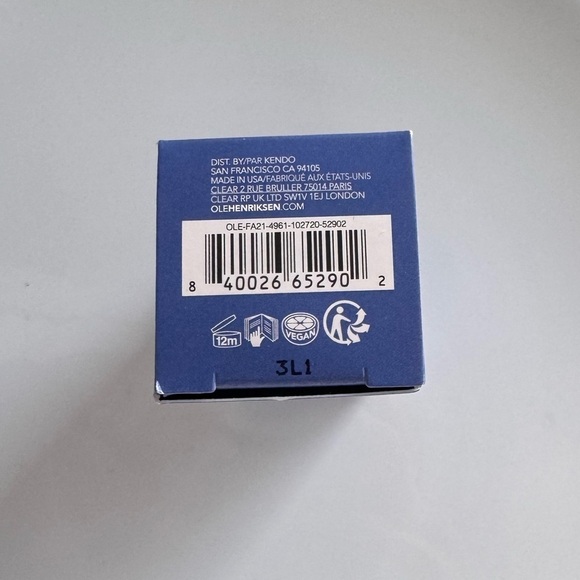 DIST. BY/PAR KENDO
SAN FRANCISCO CA 94105
MADE IN USA/FABRIQUÉ AUX ÉTATS-UNIS
CLEAR 2 RUE BRULLER 75014 PARIS
CLEAR RP UK LTD SW1V 1EJ LONDON
OLEHENRIKSEN.COM
OLE-FA21-4961-102720-52902
8 40026 65290 2
12m
VEGAN
3L1